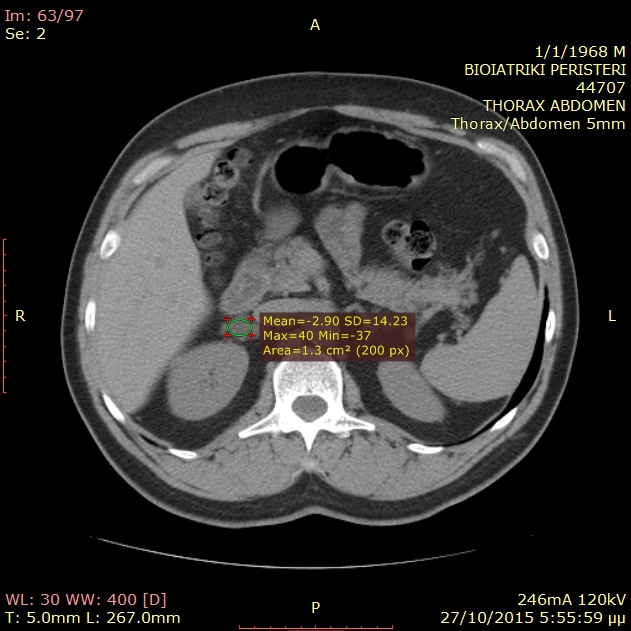 Im: 63/97
Se: 2
A
1/1/1968 M
BIOIATRIKI PERISTERI
44707
THORAX ABDOMEN
Thorax/Abdomen 5mm
R
L
Mean=-2.90 SD=14.23
Max=40 Min=-37
Area=1.3 cm² (200 px)
WL: 30 WW: 400 [D]
T: 5.0mm L: 267.0mm
P
246mA 120kV
27/10/2015 5:55:59 μμ